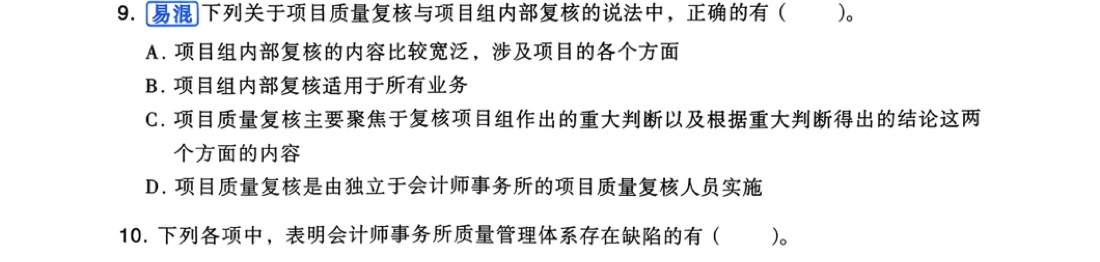 9. 易混 下列关于项目质量复核与项目组内部复核的说法中，正确的有（　　）。
A. 项目组内部复核的内容比较宽泛，涉及项目的各个方面
B. 项目组内部复核适用于所有业务
C. 项目质量复核主要聚焦于复核项目组作出的重大判断以及根据重大判断得出的结论这两
个方面的内容
D. 项目质量复核是由独立于会计师事务所的项目质量复核人员实施
10. 下列各项中，表明会计师事务所质量管理体系存在缺陷的有（　　）。